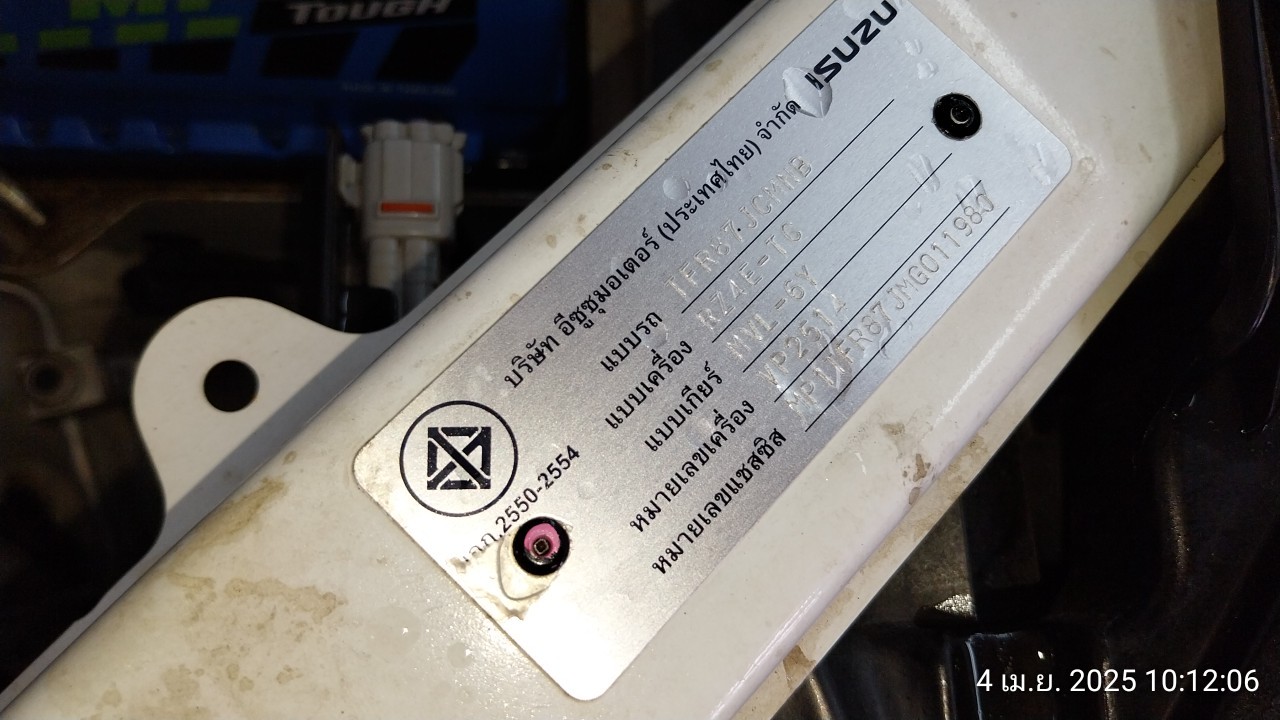 TOUGH
ISUZU
บริษัท อีซูซุมอเตอร์ (ประเทศไทย) จำกัด
แบบรถ TFR87JCMNB
แบบเครื่อง RZ4E-TC
แบบเกียร์ MVL-6Y
หมายเลขเครื่อง VP2514
หมายเลขแชสซิส
มอก.2550-2554
4 เม.ย. 2025 10:12:06